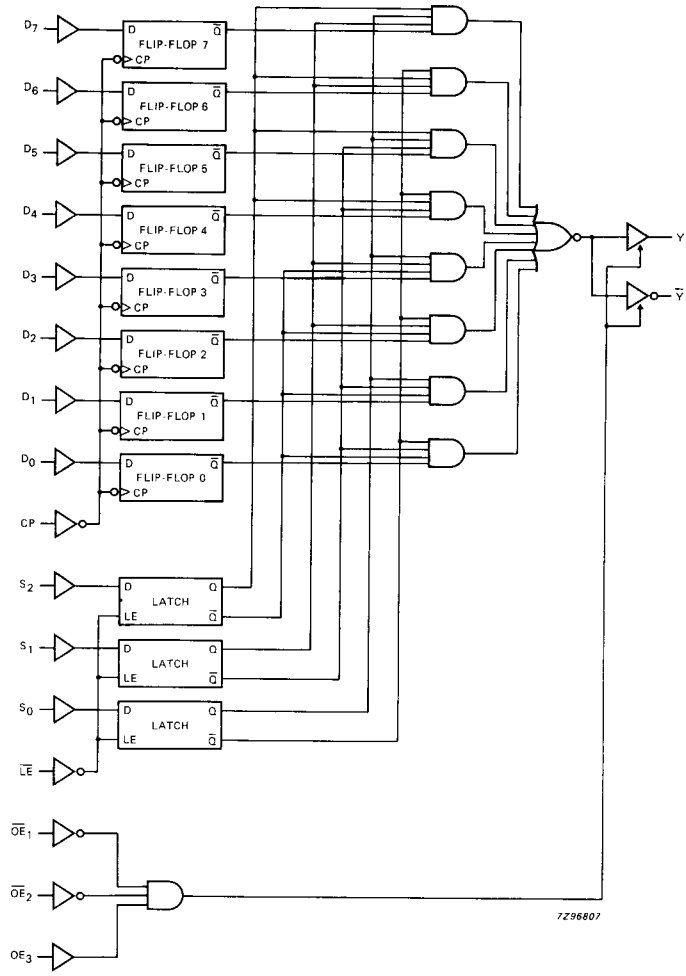 D7 D Q̅
FLIP-FLOP 7
CP
D6 D Q̅
FLIP-FLOP 6
CP
D5 D Q̅
FLIP-FLOP 5
CP
D4 D Q̅
FLIP-FLOP 4
CP
D3 D Q̅
FLIP-FLOP 3
CP
D2 D Q̅
FLIP-FLOP 2
CP
D1 D Q̅
FLIP-FLOP 1
CP
D0 D Q̅
FLIP-FLOP 0
CP
CP
Y
Y̅
S2 D Q
LATCH
LE Q̅
S1 D Q
LATCH
LE Q̅
S0 D Q
LATCH
LE Q̅
L̅E̅
O̅E̅1
O̅E̅2
OE3
7Z96807